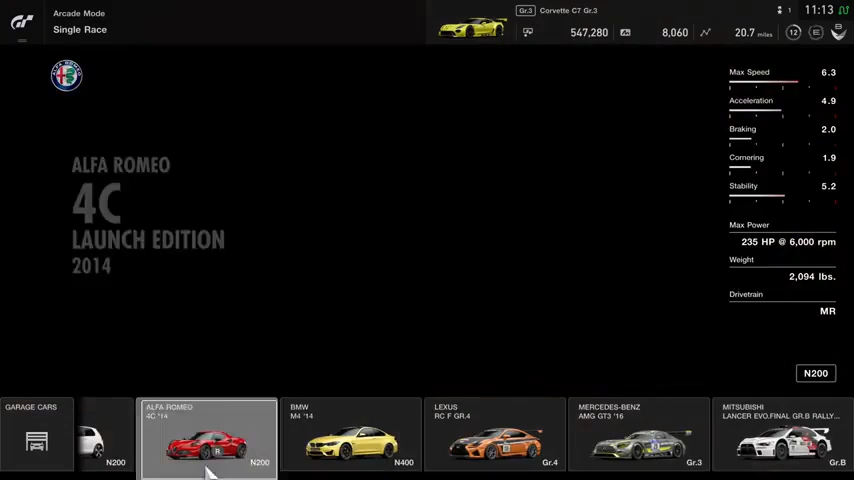 Arcade Mode
Single Race
Gr.3 Corvette C7 Gr.3
1 11:13
547,280 8,060 20.7 miles 12 E B
ALFA ROMEO
4C
LAUNCH EDITION
2014
Max Speed 6.3
Acceleration 4.9
Braking 2.0
Cornering 1.9
Stability 5.2
Max Power
235 HP @ 6,000 rpm
Weight
2,094 lbs.
Drivetrain
MR
N200
GARAGE CARS
N200
ALFA ROMEO
4C '14
R
N200
BMW
M4 '14
N400
LEXUS
RC F GR.4
Gr.4
MERCEDES-BENZ
AMG GT3 '16
Gr.3
MITSUBISHI
LANCER EVO.FINAL GR.B RALLY...
Gr.B